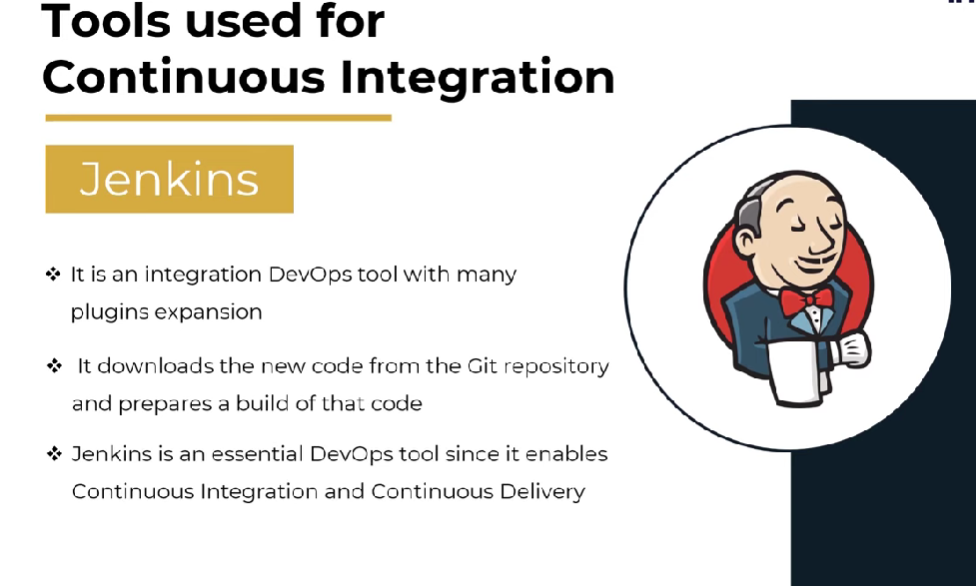 Tools used for
Continuous Integration
Jenkins
❖ It is an integration DevOps tool with many
plugins expansion
❖ It downloads the new code from the Git repository
and prepares a build of that code
❖ Jenkins is an essential DevOps tool since it enables
Continuous Integration and Continuous Delivery